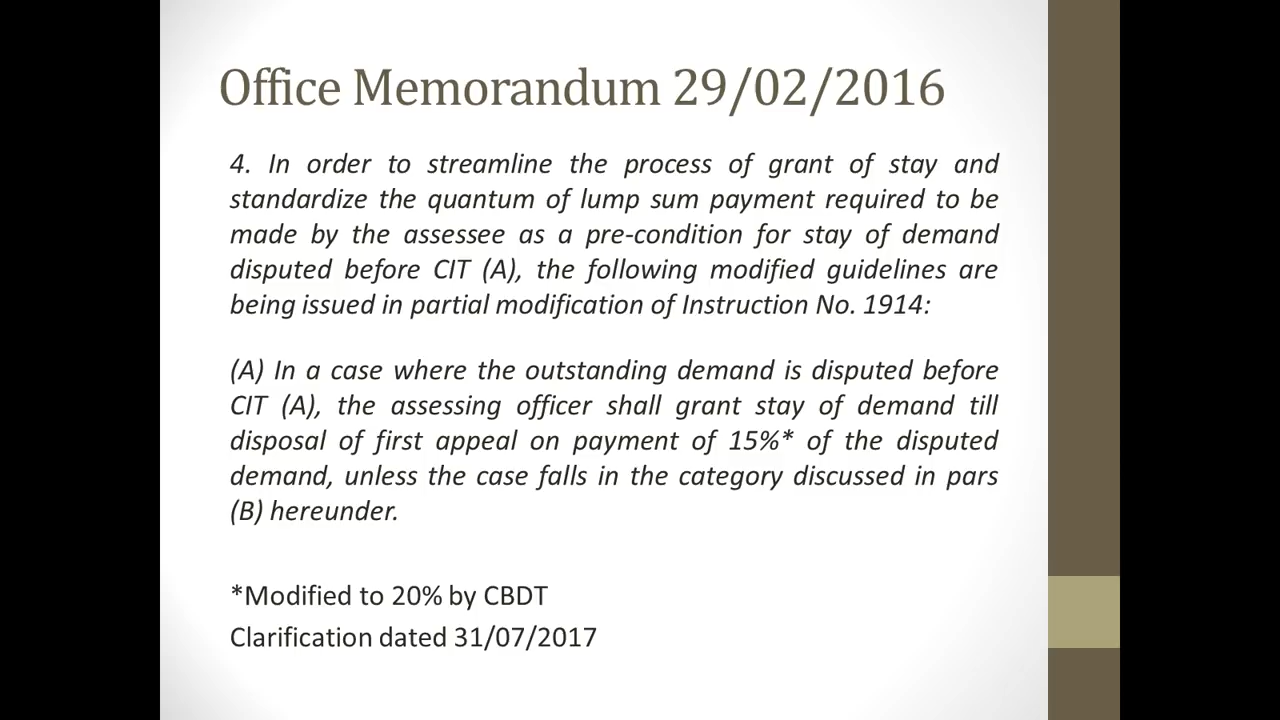 Office Memorandum 29/02/2016
4. In order to streamline the process of grant of stay and
standardize the quantum of lump sum payment required to be
made by the assessee as a pre-condition for stay of demand
disputed before CIT (A), the following modified guidelines are
being issued in partial modification of Instruction No. 1914:
(A) In a case where the outstanding demand is disputed before
CIT (A), the assessing officer shall grant stay of demand till
disposal of first appeal on payment of 15%* of the disputed
demand, unless the case falls in the category discussed in pars
(B) hereunder.
*Modified to 20% by CBDT
Clarification dated 31/07/2017